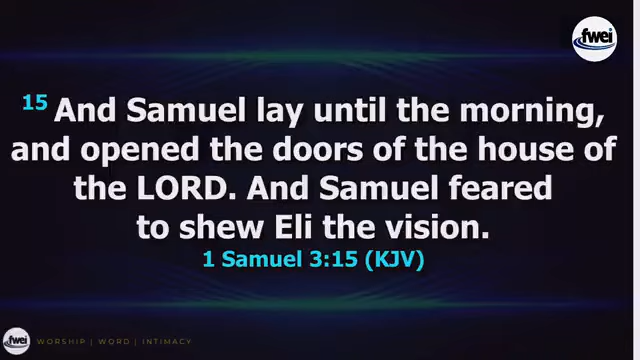 fwei
15 And Samuel lay until the morning,
and opened the doors of the house of
the LORD. And Samuel feared
to shew Eli the vision.
1 Samuel 3:15 (KJV)
fwei
WORSHIP | WORD | INTIMACY